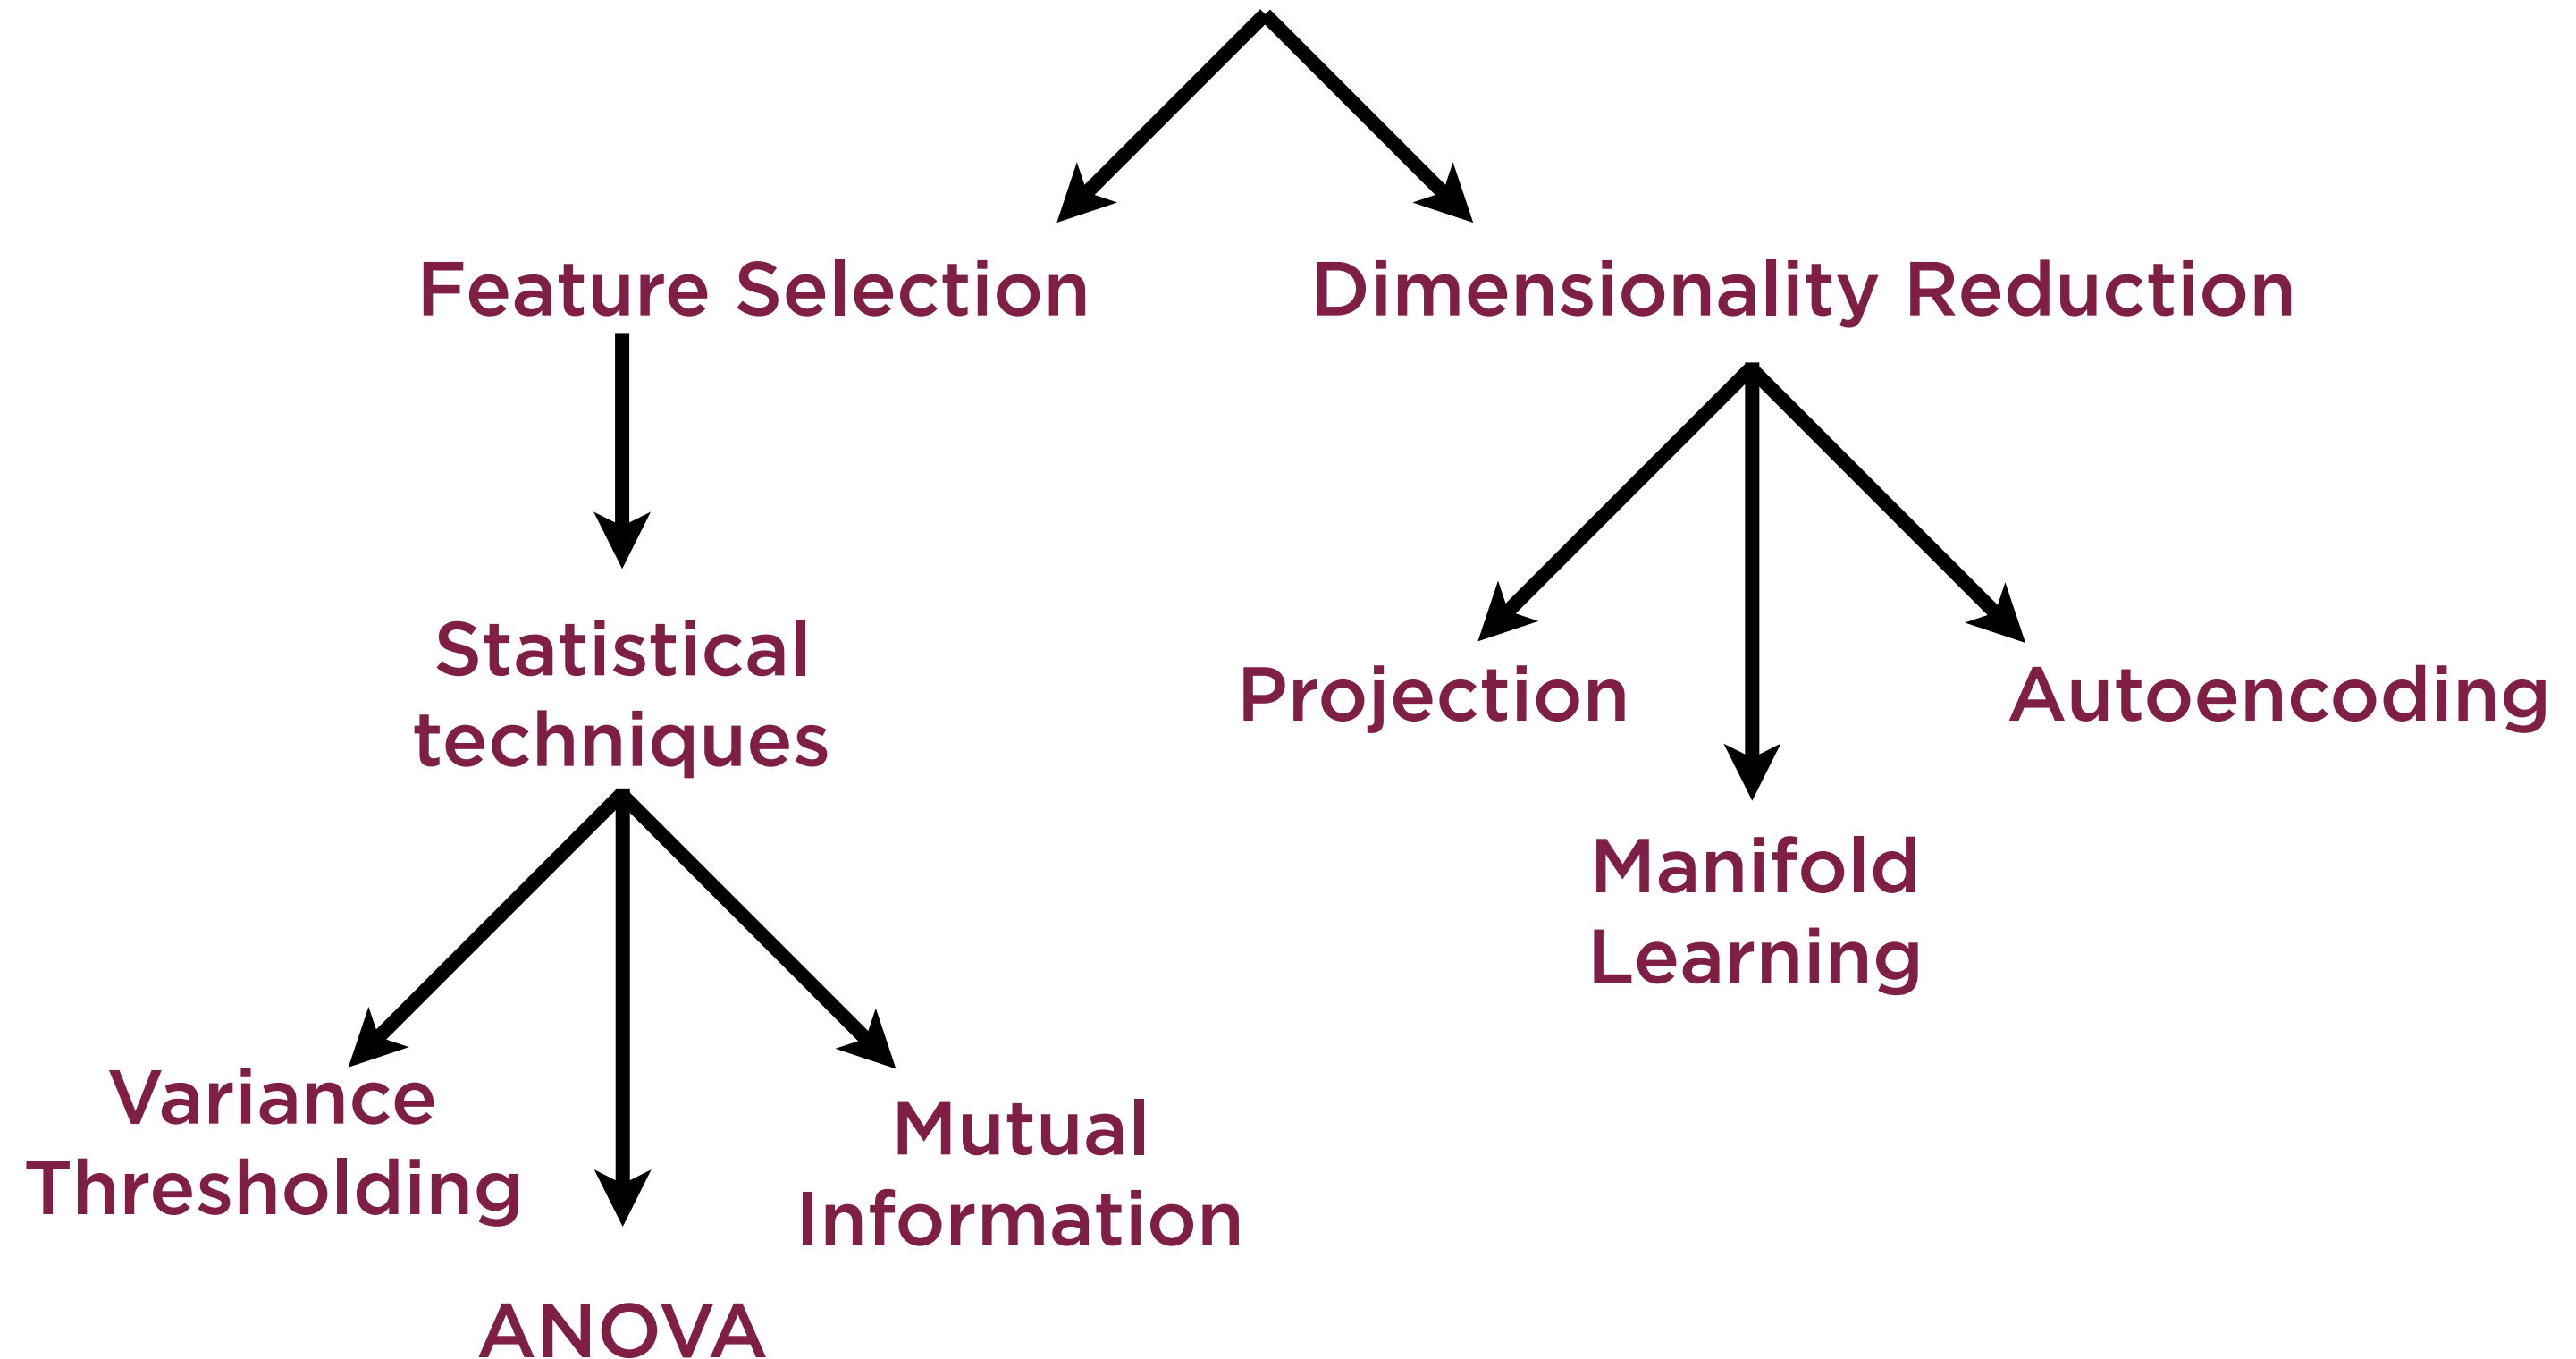 Feature Selection
Dimensionality Reduction
Statistical
techniques
Projection
Autoencoding
Manifold
Learning
Variance
Thresholding
Mutual
Information
ANOVA